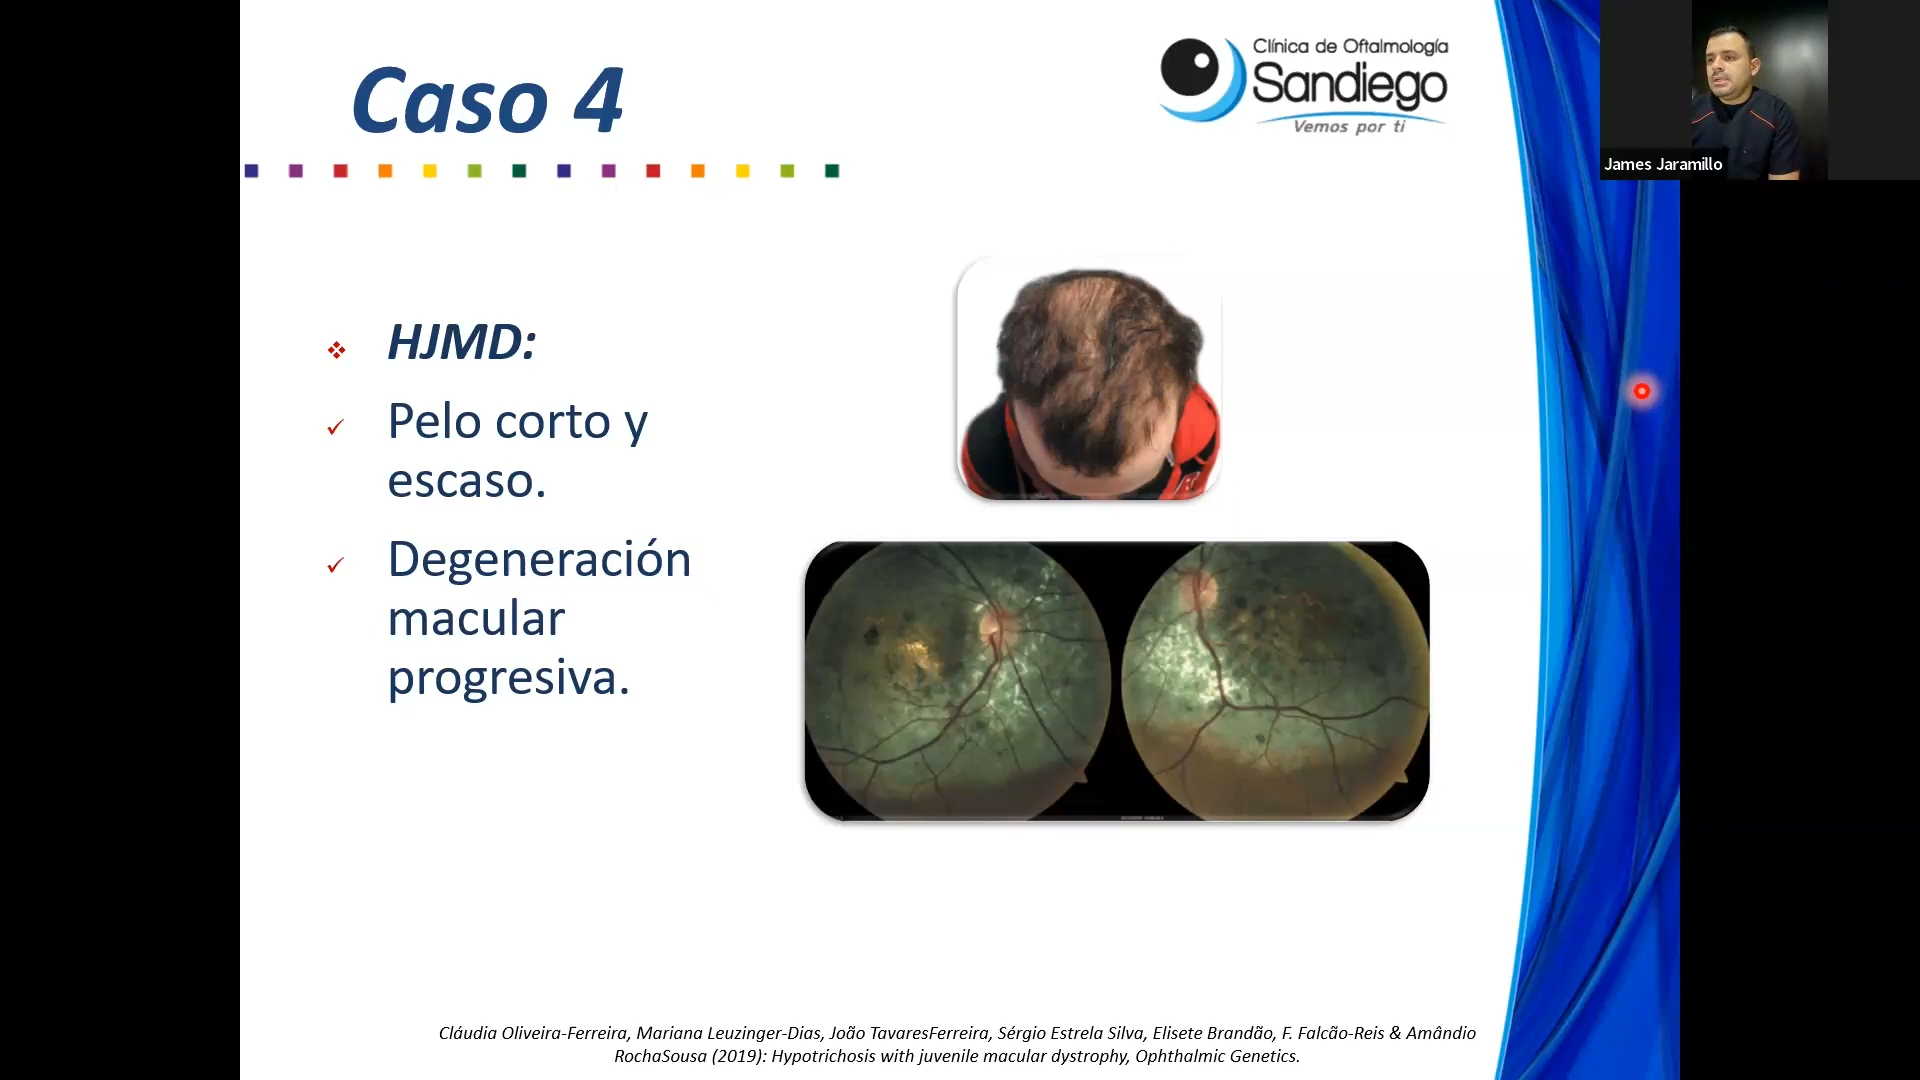 Caso 4
Clínica de Oftalmología
Sandiego
Vemos por ti
James Jaramillo
HJMD:
Pelo corto y
escaso.
Degeneración
macular
progresiva.
Cláudia Oliveira-Ferreira, Mariana Leuzinger-Dias, João TavaresFerreira, Sérgio Estrela Silva, Elisete Brandão, F. Falcão-Reis & Amândio
RochaSousa (2019): Hypotrichosis with juvenile macular dystrophy, Ophthalmic Genetics.